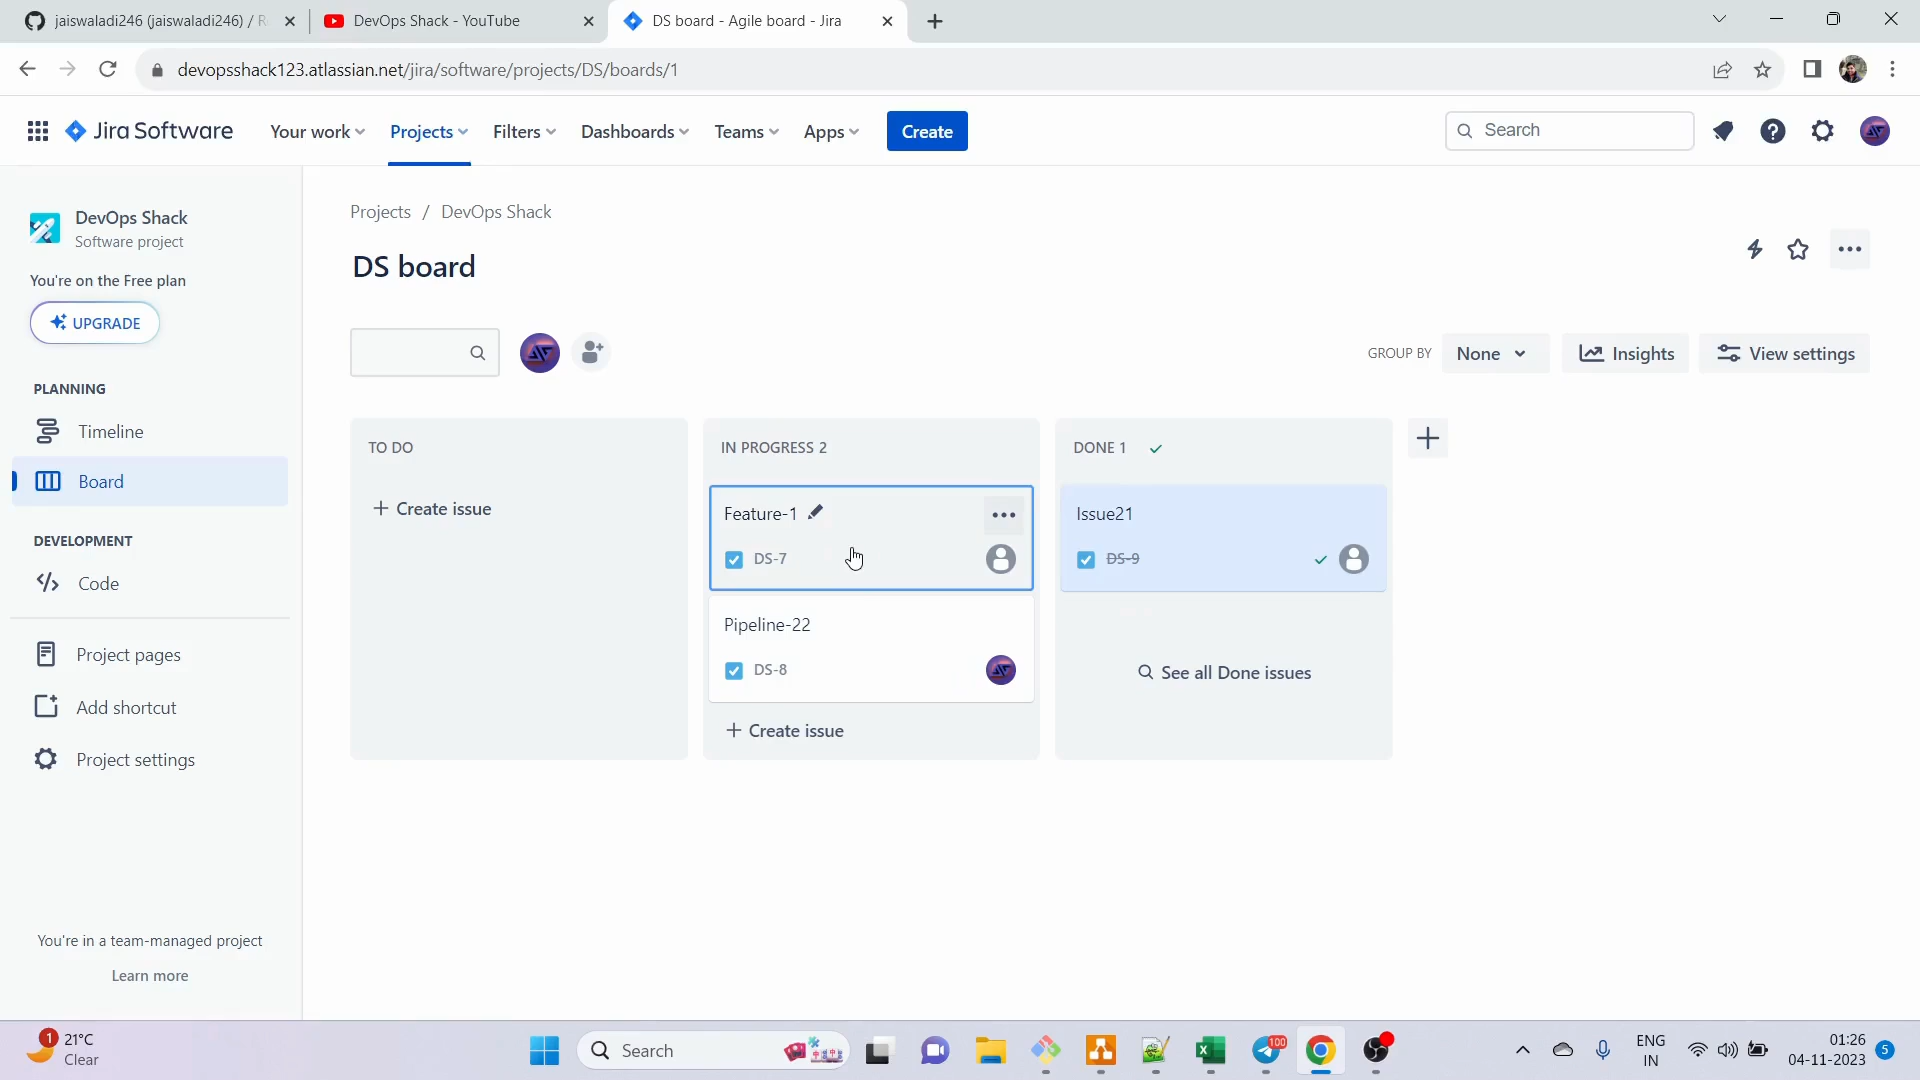 jaiswaladi246 (jaiswaladi246) / R
DevOps Shack - YouTube
DS board - Agile board - Jira
devopsshack123.atlassian.net/jira/software/projects/DS/boards/1
Jira Software
Your work
Projects
Filters
Dashboards
Teams
Apps
Create
Search
DevOps Shack
Software project
You're on the Free plan
UPGRADE
PLANNING
Timeline
Board
DEVELOPMENT
Code
Project pages
Add shortcut
Project settings
You're in a team-managed project
Learn more
Projects / DevOps Shack
DS board
GROUP BY
None
Insights
View settings
TO DO
+ Create issue
IN PROGRESS 2
Feature-1
DS-7
Pipeline-22
DS-8
+ Create issue
DONE 1
Issue21
DS-9
See all Done issues
1
21°C
Clear
Search
100
ENG
IN
01:26
04-11-2023
5